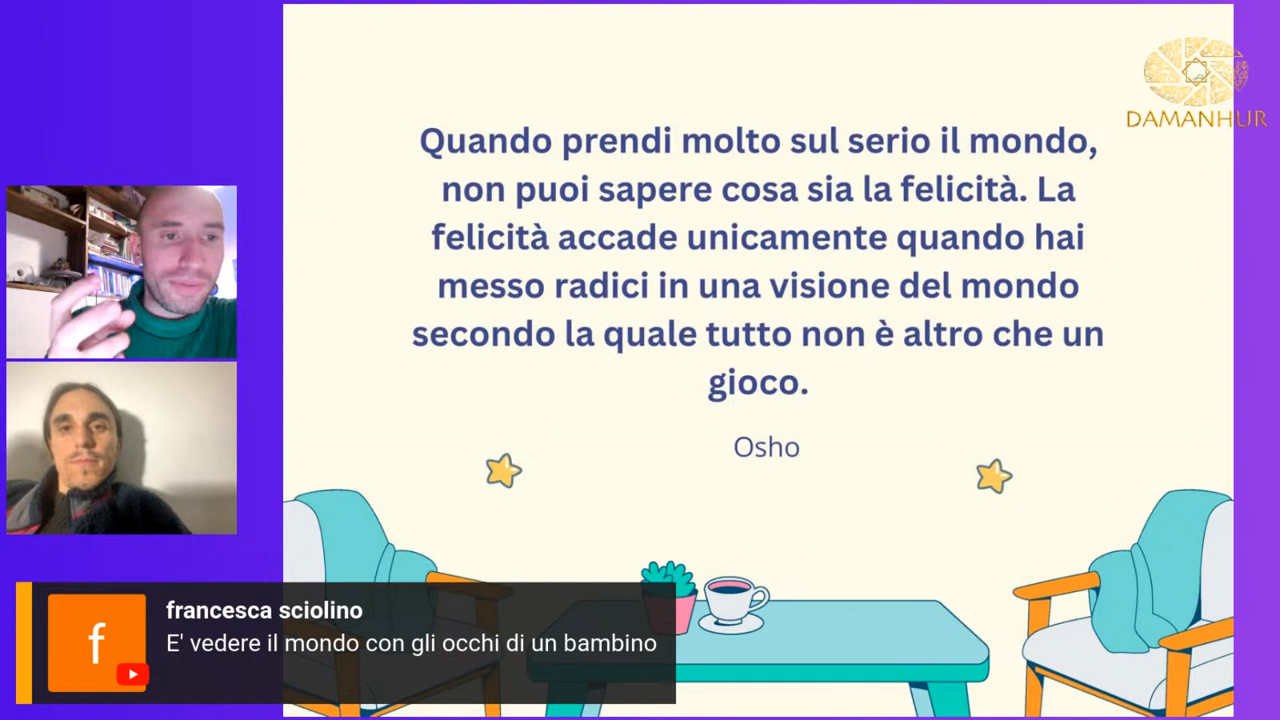 DAMANHUR
Quando prendi molto sul serio il mondo,
non puoi sapere cosa sia la felicità. La
felicità accade unicamente quando hai
messo radici in una visione del mondo
secondo la quale tutto non è altro che un
gioco.
Osho
f
francesca sciolino
E' vedere il mondo con gli occhi di un bambino